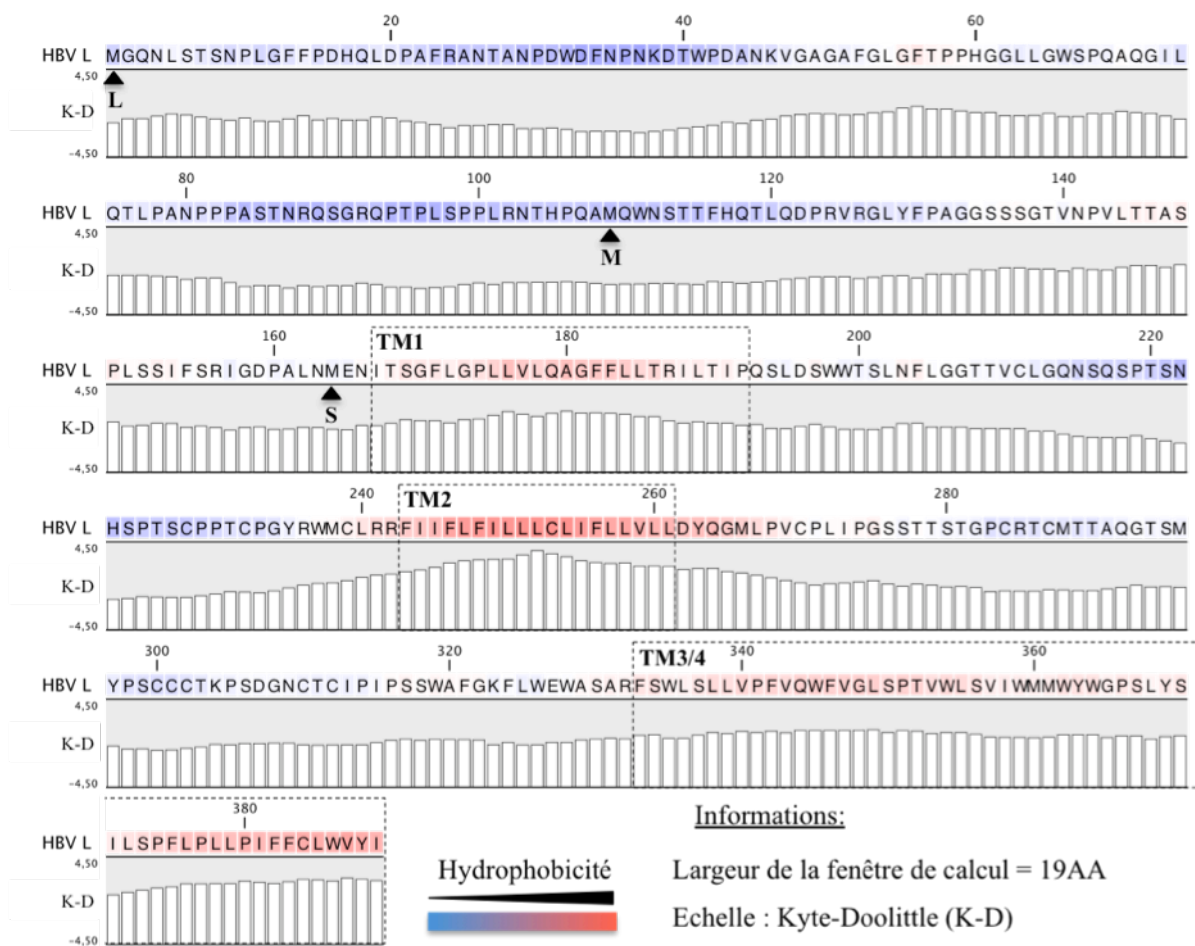 20 40 60
HBV L MGQNLSTSNPLGFFPDHQLDPAFRANTANPDWDFNPNKDTWPDANKVGAGAFGLGFTPPHGGLLGWSPQAQGIL
4,50
L
K-D
−4,50
80 100 120 140
HBV L QTLPANPPPASTNRQSGRQPTPLSPPLRNTHPQAMQWNSTTFHQTLQDPRVRGLYFPAGGSSSGTVNPVLTTAS
4,50
M
K-D
−4,50
160 TM1 180 200 220
HBV L PLSSIFSRIGDPALNMENITSGFLGPLLVLQAGFFLLTRILTIPQSLDSWWTSLNFLGGTTVCLGQNSQSPTSN
4,50
S
K-D
−4,50
240 TM2 260 280
HBV L HSPTSCPPTCPGYRWMCLRRFIIFLFILLLCLIFLLVLLDYQGMLPVCPLIPGSSTTSTGPCRTCMTTAQGTSM
4,50
K-D
−4,50
300 320 TM3/4 340 360
HBV L YPSCCCTKPSDGNCTCIPIPSSWAFGKFLWEWASARFSWLSLLVPFVQWFVGLSPTVWLSVIWMMWYWGPSLYS
4,50
K-D
−4,50
380
HBV L ILSPFLPLLPIFFCLWVYI
4,50
K-D
−4,50
Hydrophobicité
Informations:
Largeur de la fenêtre de calcul = 19AA
Echelle : Kyte-Doolittle (K-D)